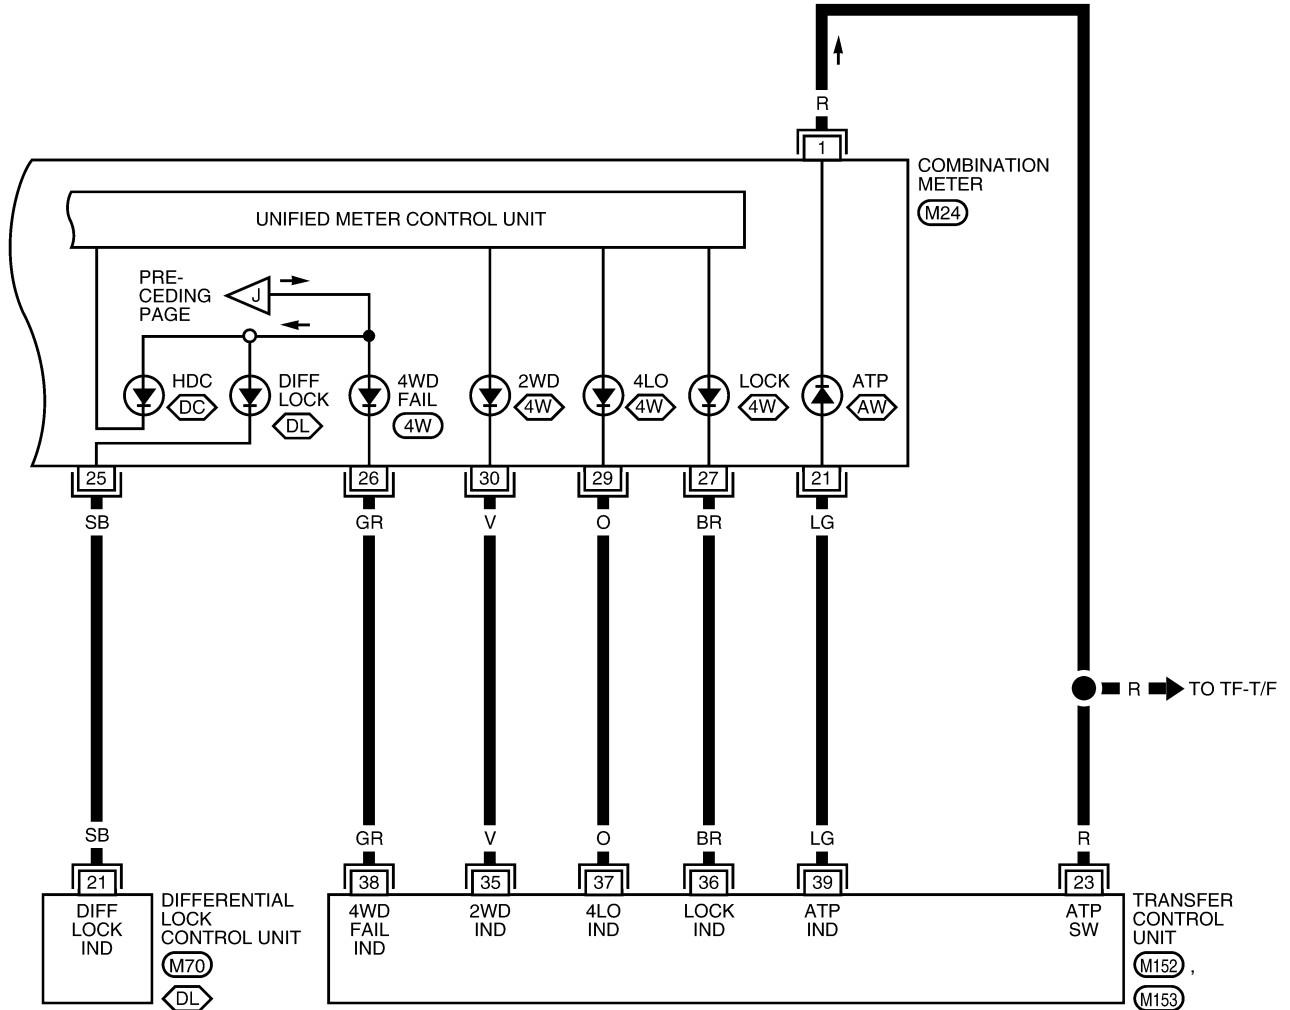 R
1
COMBINATION
METER
M24
UNIFIED METER CONTROL UNIT
PRE-
CEDING
PAGE
J
HDC
DC
DIFF
LOCK
DL
4WD
FAIL
4W
2WD
4W
4LO
4W
LOCK
4W
ATP
AW
25
26
30
29
27
21
SB
GR
V
O
BR
LG
R
TO TF-T/F
SB
GR
V
O
BR
LG
R
21
38
35
37
36
39
23
DIFF
LOCK
IND
DIFFERENTIAL
LOCK
CONTROL UNIT
M70
DL
4WD
FAIL
IND
2WD
IND
4LO
IND
LOCK
IND
ATP
IND
ATP
SW
TRANSFER
CONTROL
UNIT
M152 ,
M153